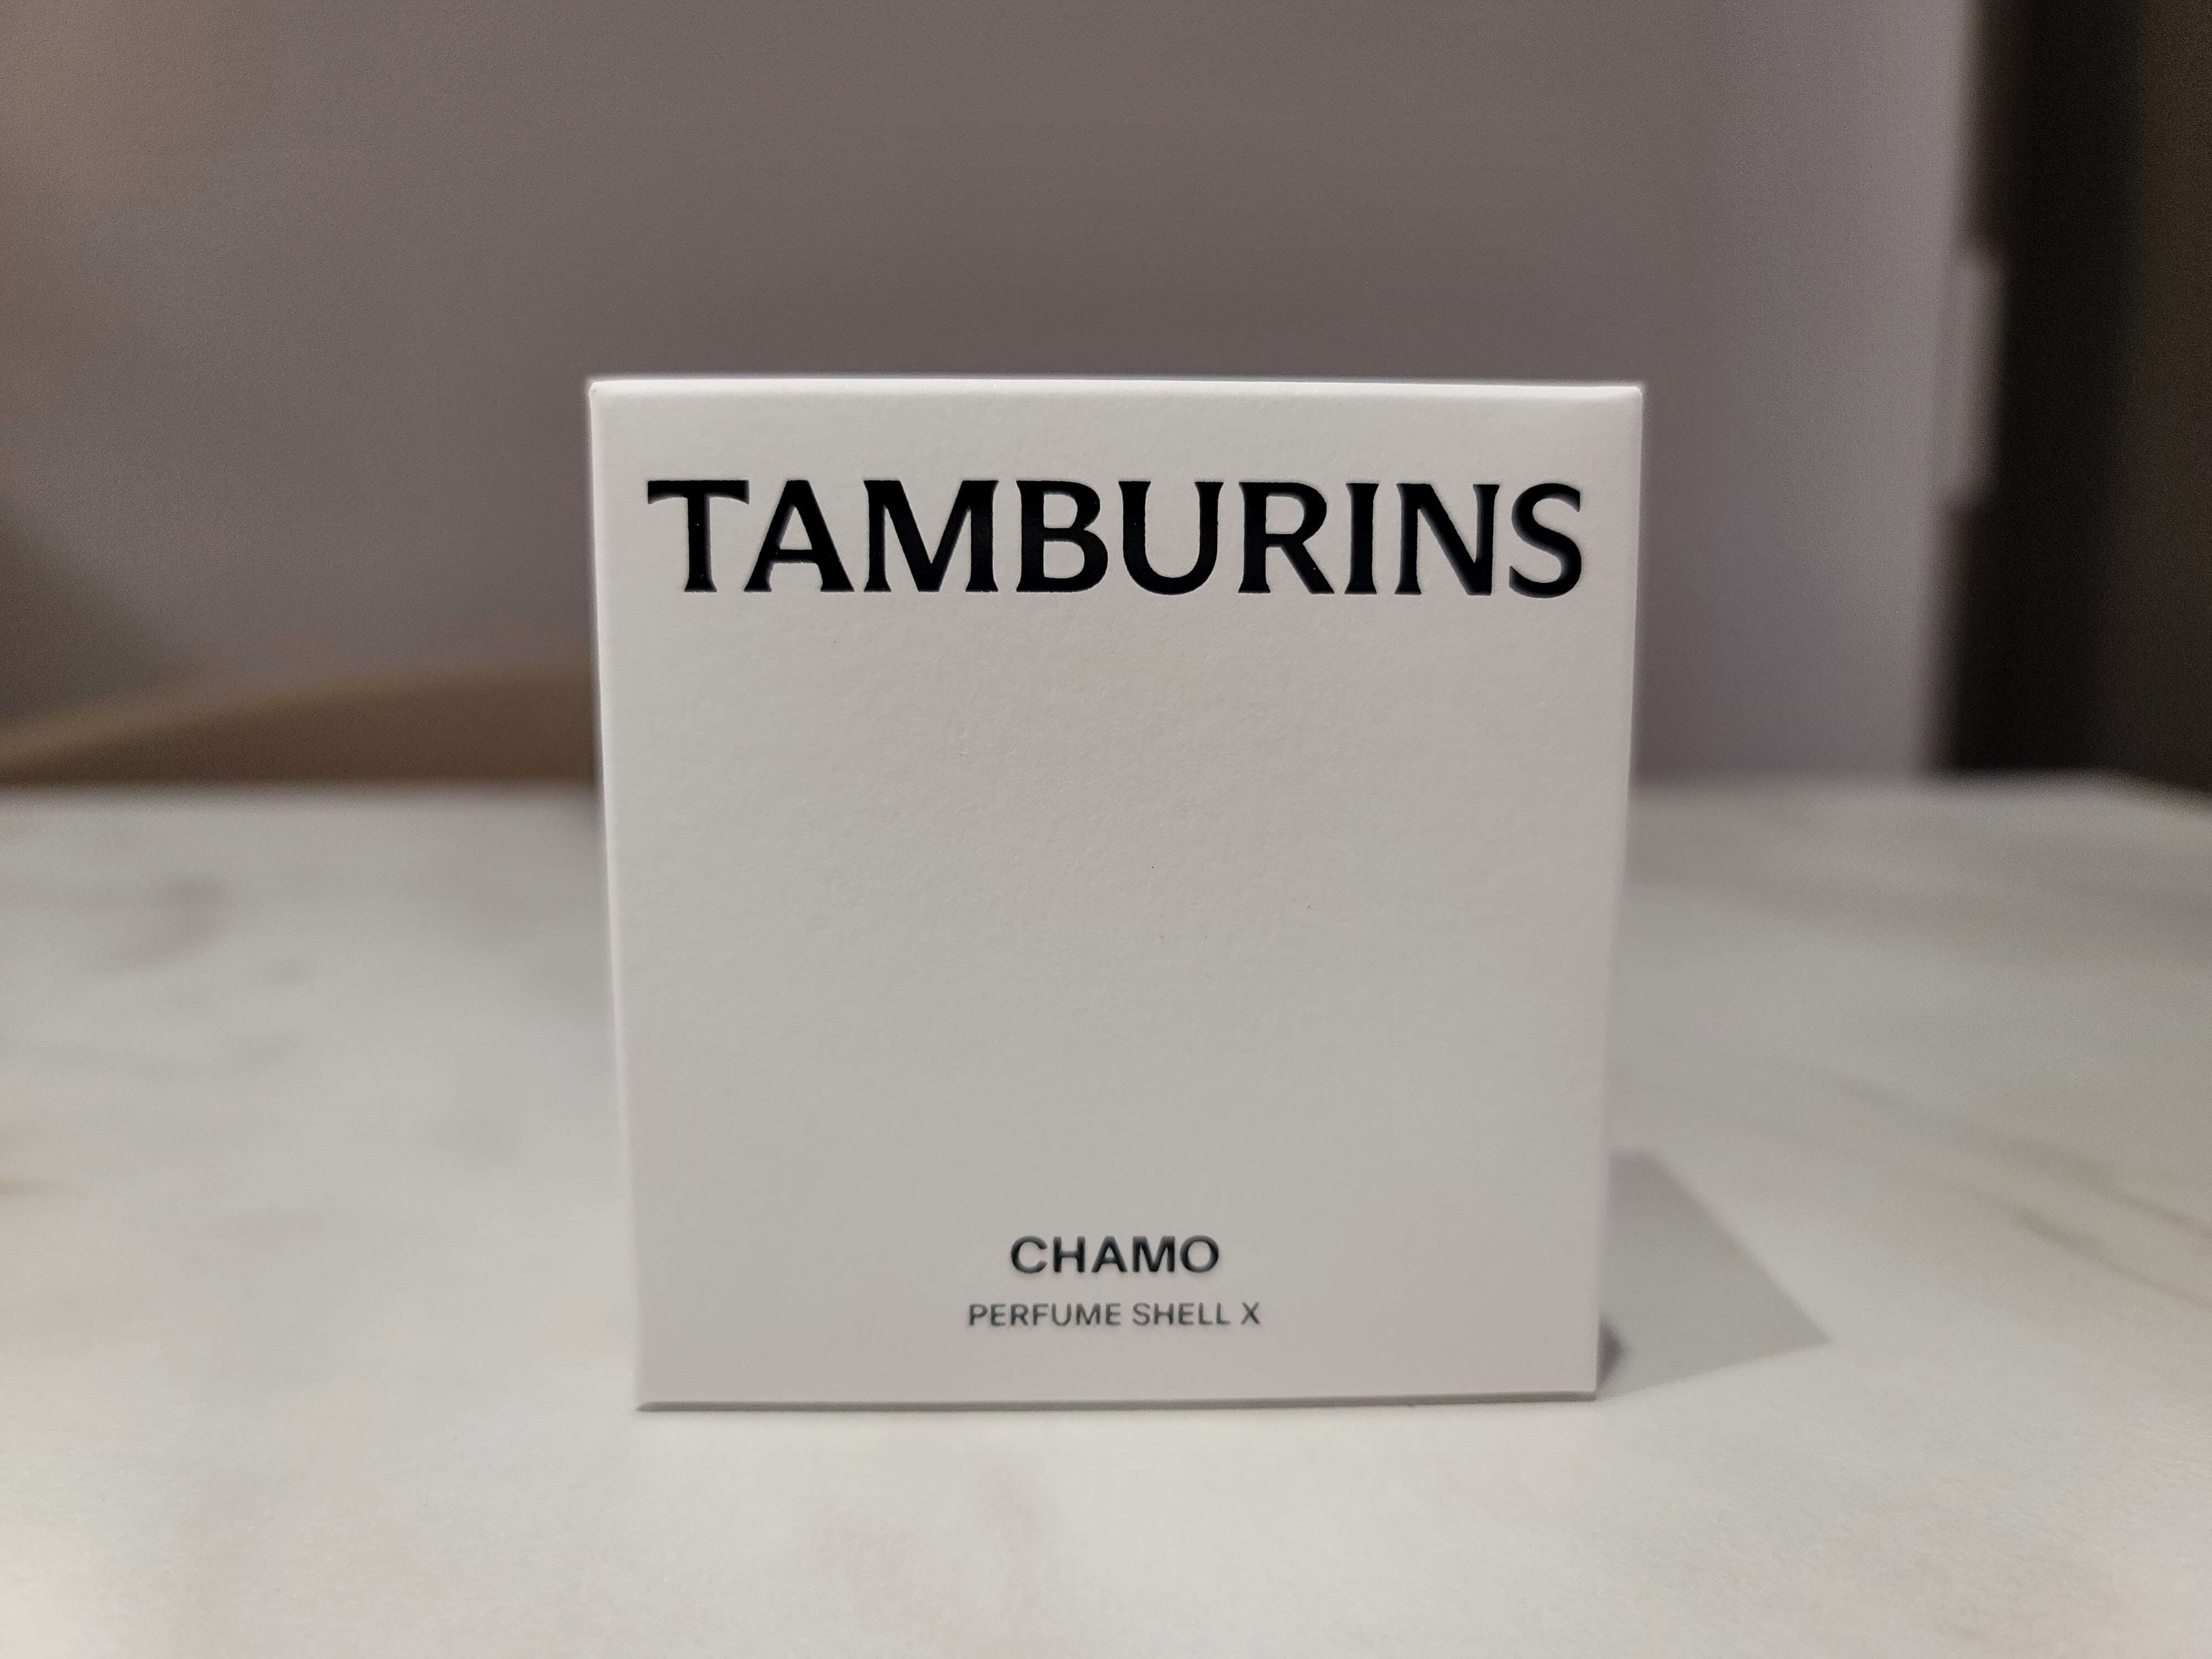 TAMBURINS
CHAMO
PERFUME SHELL X